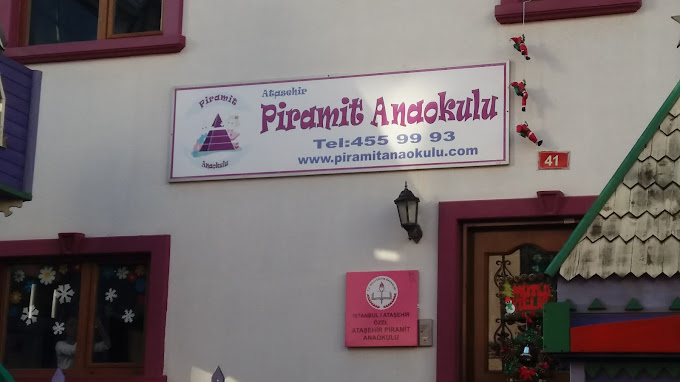 Ataşehir
Piramit
Anaokulu
Piramit Anaokulu
Tel:455 99 93
www.piramitanaokulu.com
41
İSTANBUL / ATAŞEHİR
ÖZEL
ATAŞEHİR PİRAMİT
ANAOKULU